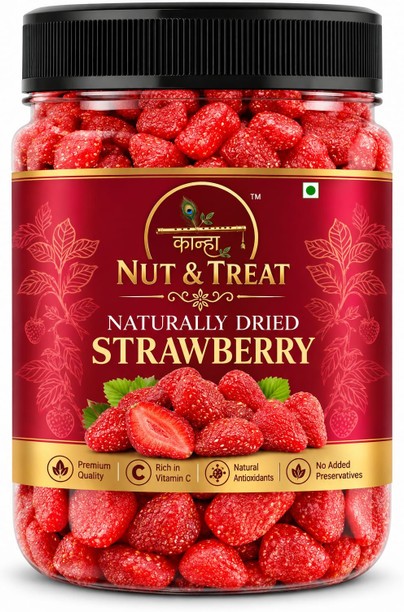 ™
कान्हा
NUT & TREAT
NATURALLY DRIED
STRAWBERRY
Premium
Quality
C
Rich in
Vitamin C
Natural
Antioxidants
No Added
Preservatives